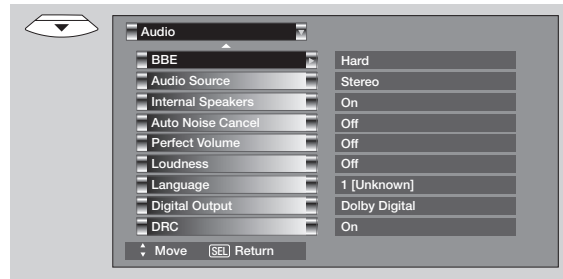 Audio
BBE Hard
Audio Source Stereo
Internal Speakers On
Auto Noise Cancel Off
Perfect Volume Off
Loudness Off
Language 1 [Unknown]
Digital Output Dolby Digital
DRC On
Move SEL Return